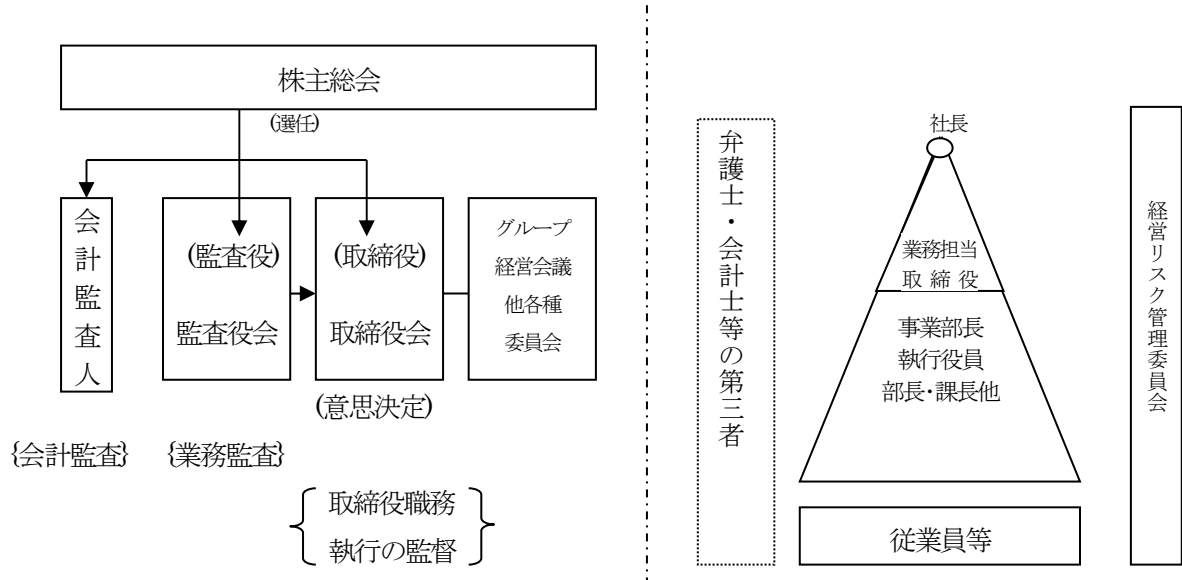 株主総会
(選任)
会計監査人
(監査役)
監査役会
(取締役)
取締役会
グループ
経営会議
他各種
委員会
(意思決定)
{会計監査}
{業務監査}
取締役職務
執行の監督
弁護士・会計士等の第三者
社長
業務担当
取締役
事業部長
執行役員
部長・課長他
従業員等
経営リスク管理委員会